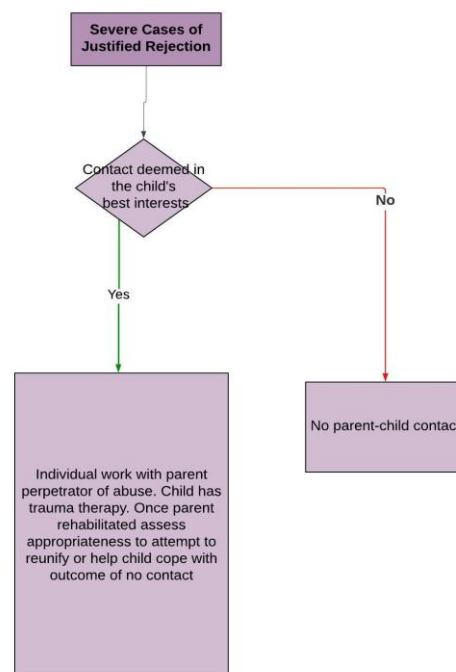 Severe Cases of
Justified Rejection
Contact deemed in
the child's
best interests
No
Yes
No parent-child contact
Individual work with parent
perpetrator of abuse. Child has
trauma therapy. Once parent
rehabilitated assess
appropriateness to attempt to
reunify or help child cope with
outcome of no contact